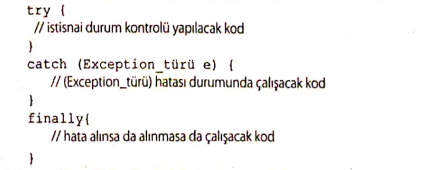 try {
// istisnai durum kontrolü yapılacak kod
}
catch (Exception_türü e) {
// (Exception_türü) hatası durumunda çalışacak kod
}
finally{
// hata alınsa da alınmasa da çalışacak kod
}